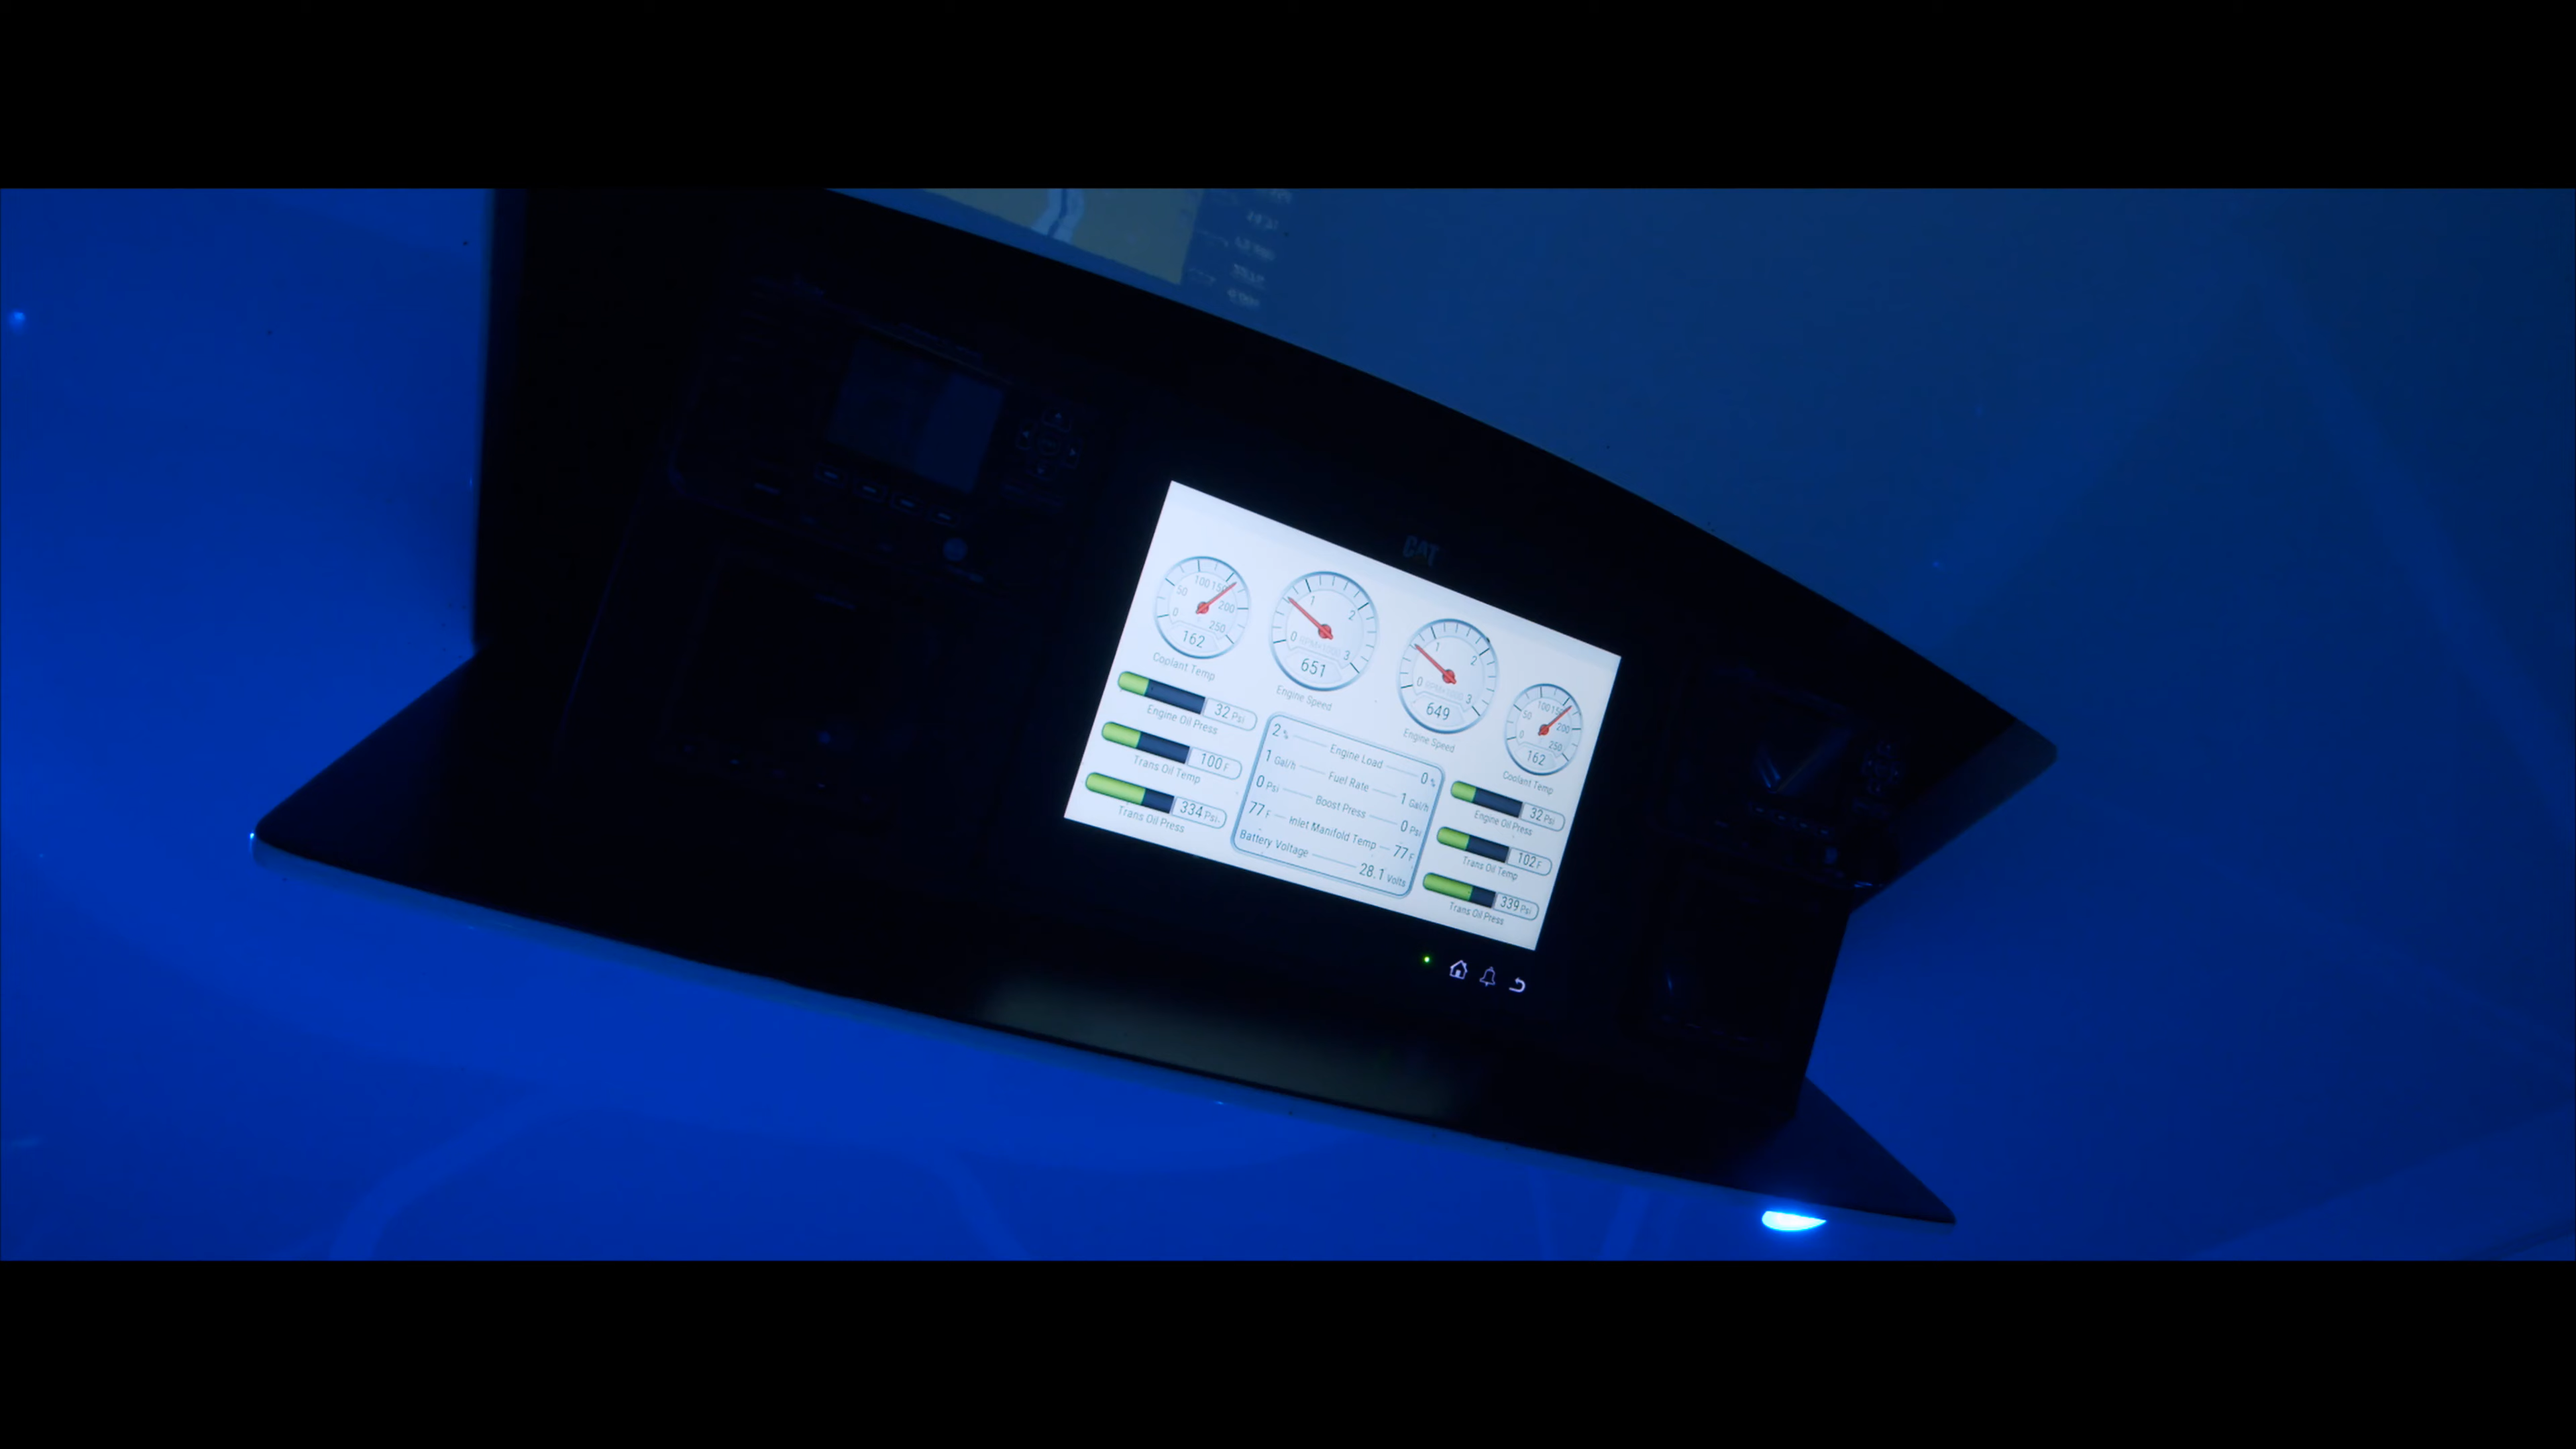 CAT
0 50 100 150 200 250
162
Coolant Temp
0 1 2 3
651
Engine Speed
0 1 2 3
649
Engine Speed
0 50 100 150 200 250
162
Coolant Temp
32 Psi
Engine Oil Press
100 F
Trans Oil Temp
334 Psi
Trans Oil Press
2 % Engine Load 0 %
1 Gal/h Fuel Rate 1 Gal/h
0 Psi Boost Press 0 Psi
77 F Inlet Manifold Temp 77 F
Battery Voltage 28.1 Volts
32 Psi
Engine Oil Press
102 F
Trans Oil Temp
339 Psi
Trans Oil Press